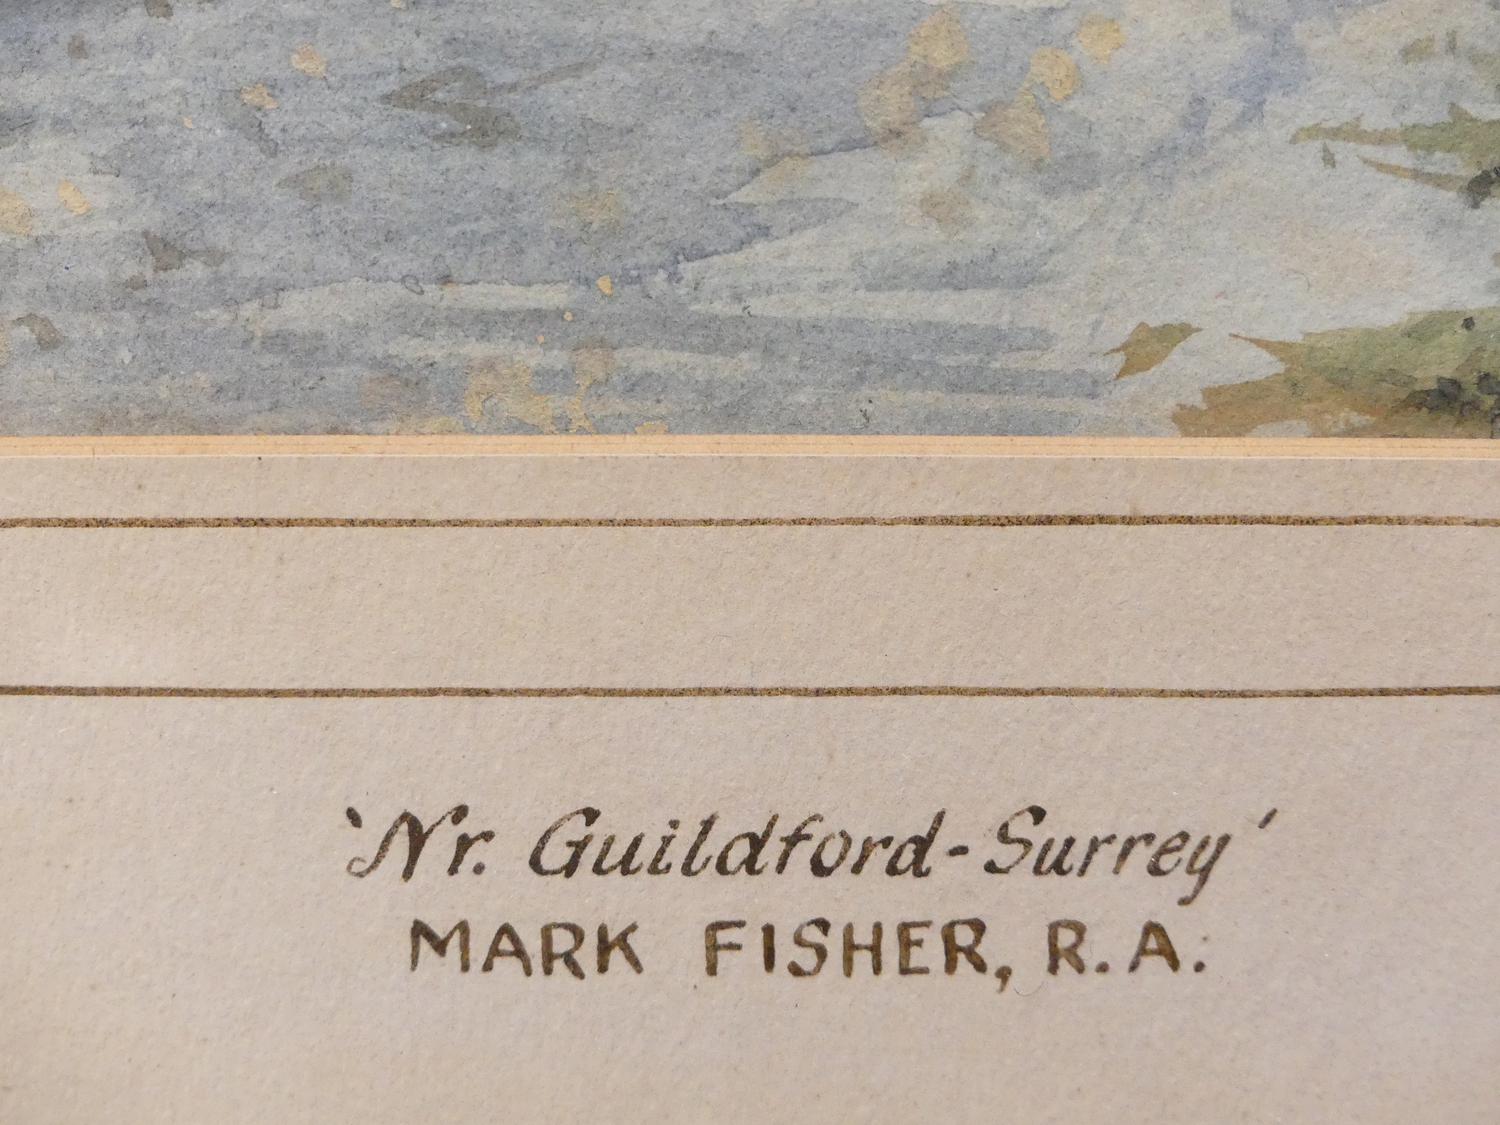 'Nr. Guildford-Surrey'
MARK FISHER, R.A.